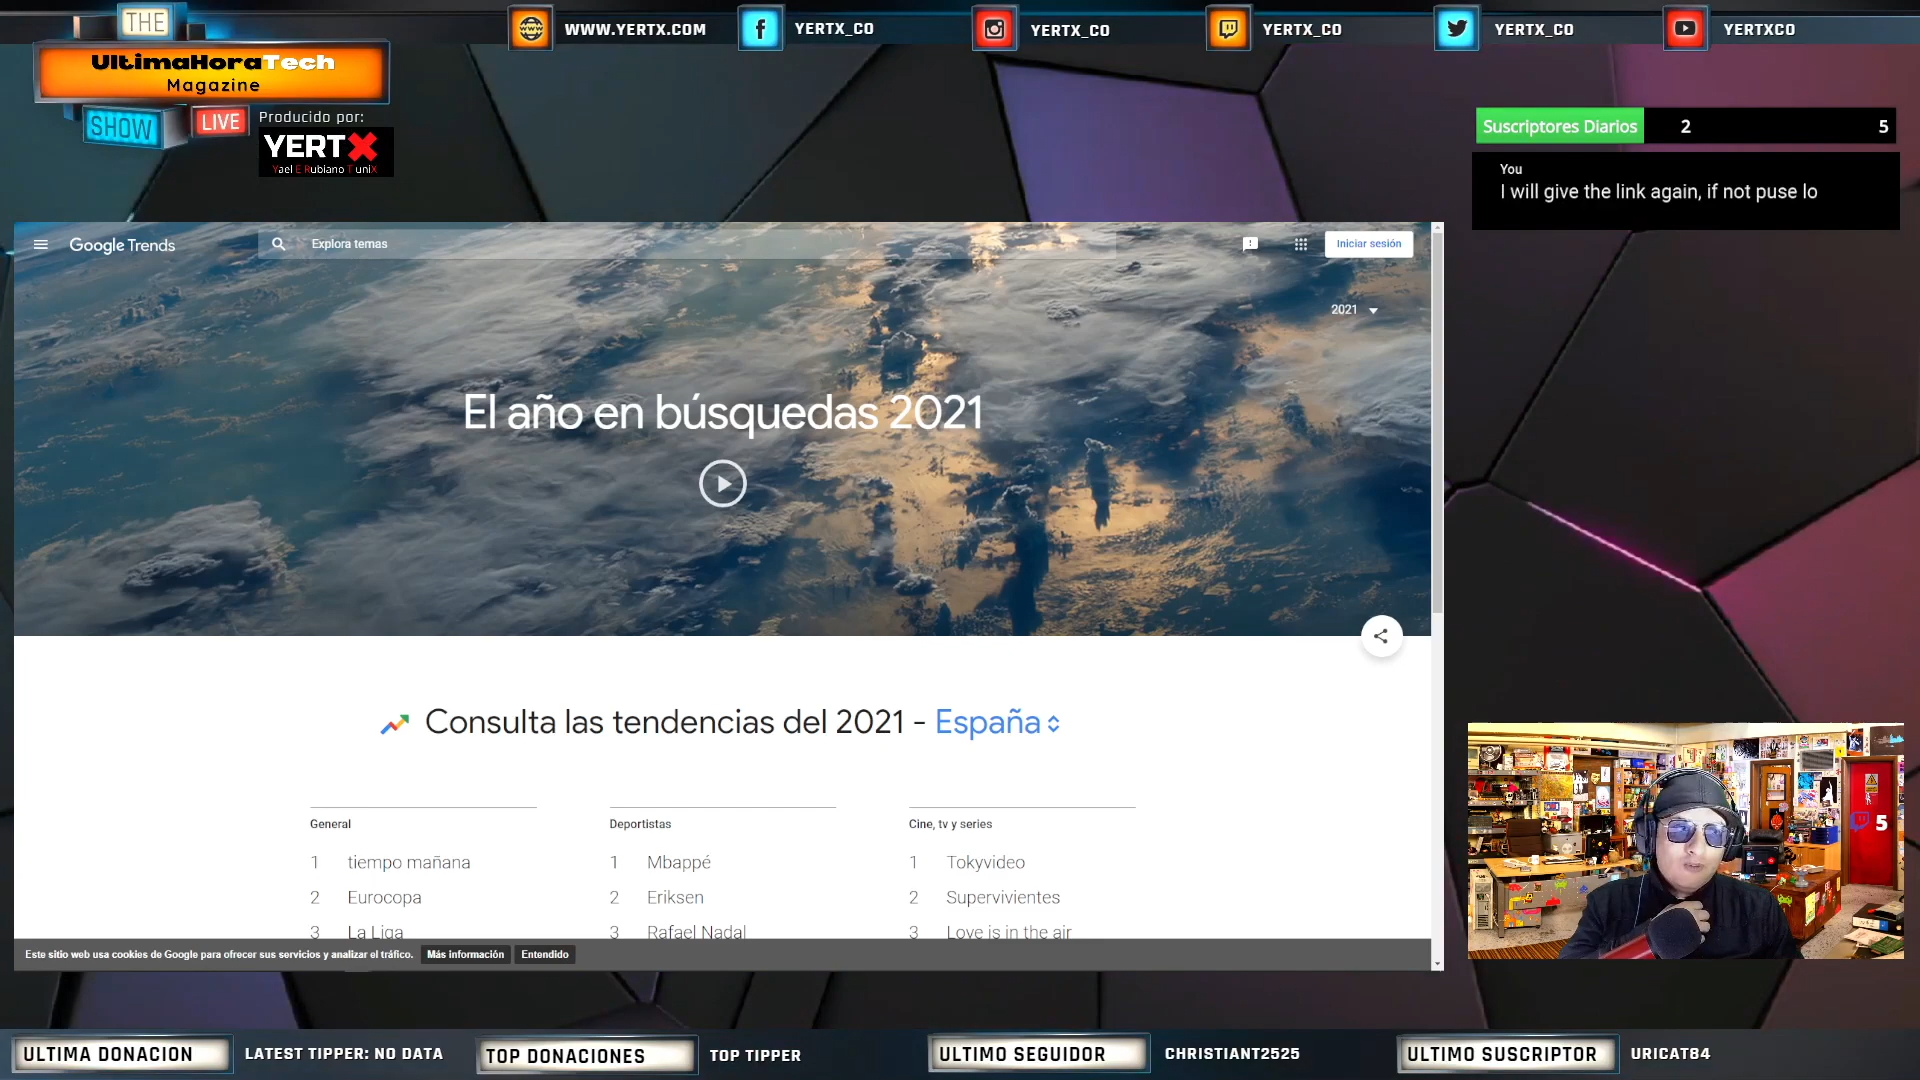 THE
UltimaHoraTech
Magazine
SHOW
LIVE
Producido por:
YERTX
Yael E Rubiano T uniX
WWW.YERTX.COM
YERTX_CO
YERTX_CO
YERTX_CO
YERTX_CO
YERTXCO
Suscriptores Diarios 2 5
You
I will give the link again, if not puse lo
Google Trends
Explora temas
Iniciar sesión
2021
El año en búsquedas 2021
Consulta las tendencias del 2021 - España
General
1 tiempo mañana
2 Eurocopa
3 La Liga
Deportistas
1 Mbappé
2 Eriksen
3 Rafael Nadal
Cine, tv y series
1 Tokyvideo
2 Supervivientes
3 Love is in the air
Este sitio web usa cookies de Google para ofrecer sus servicios y analizar el tráfico. Más información Entendido
5
ULTIMA DONACION
LATEST TIPPER: NO DATA
TOP DONACIONES
TOP TIPPER
ULTIMO SEGUIDOR
CHRISTIANT2525
ULTIMO SUSCRIPTOR
URICAT84